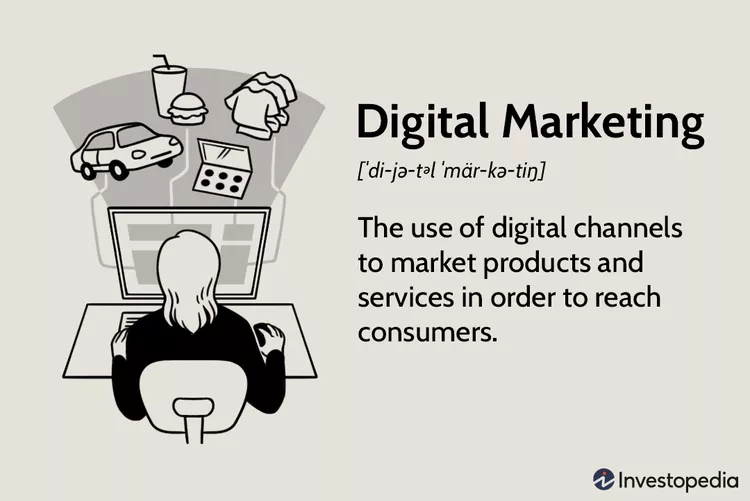 Digital Marketing
[ˈdi-jə-tᵊl ˈmär-kə-tiŋ]
The use of digital channels
to market products and
services in order to reach
consumers.
Investopedia